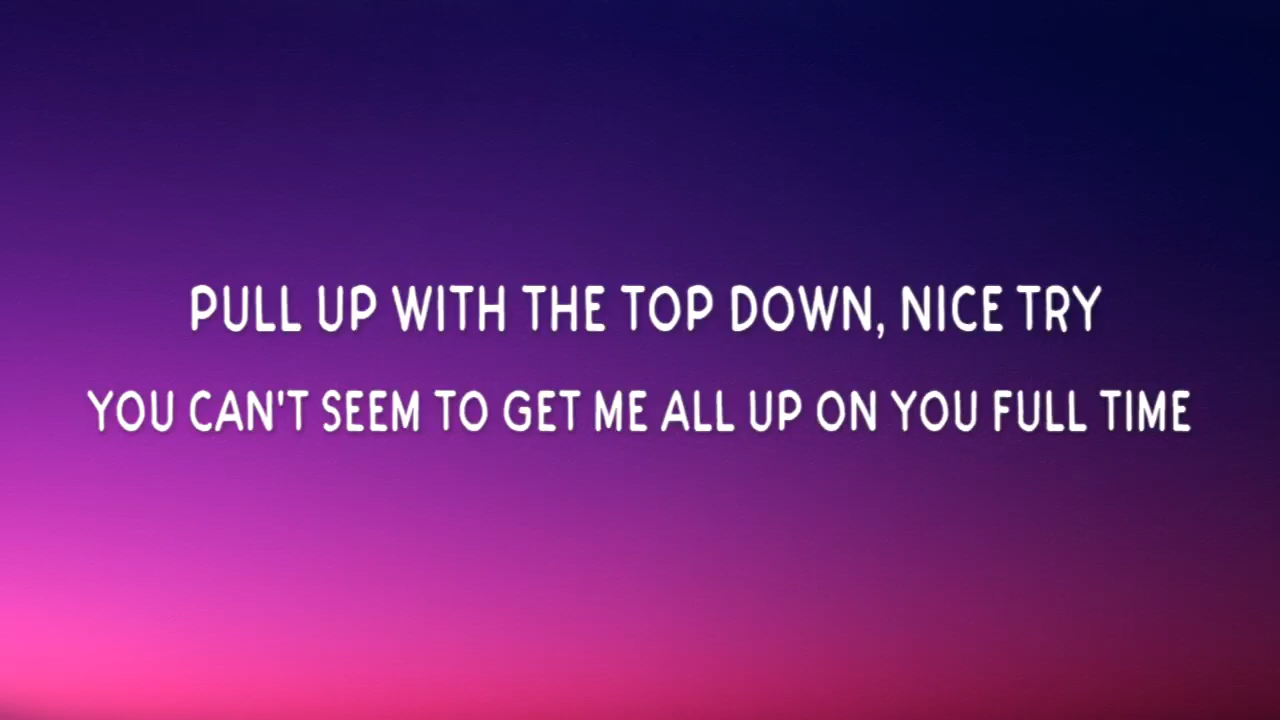 PULL UP WITH THE TOP DOWN, NICE TRY
YOU CAN'T SEEM TO GET ME ALL UP ON YOU FULL TIME